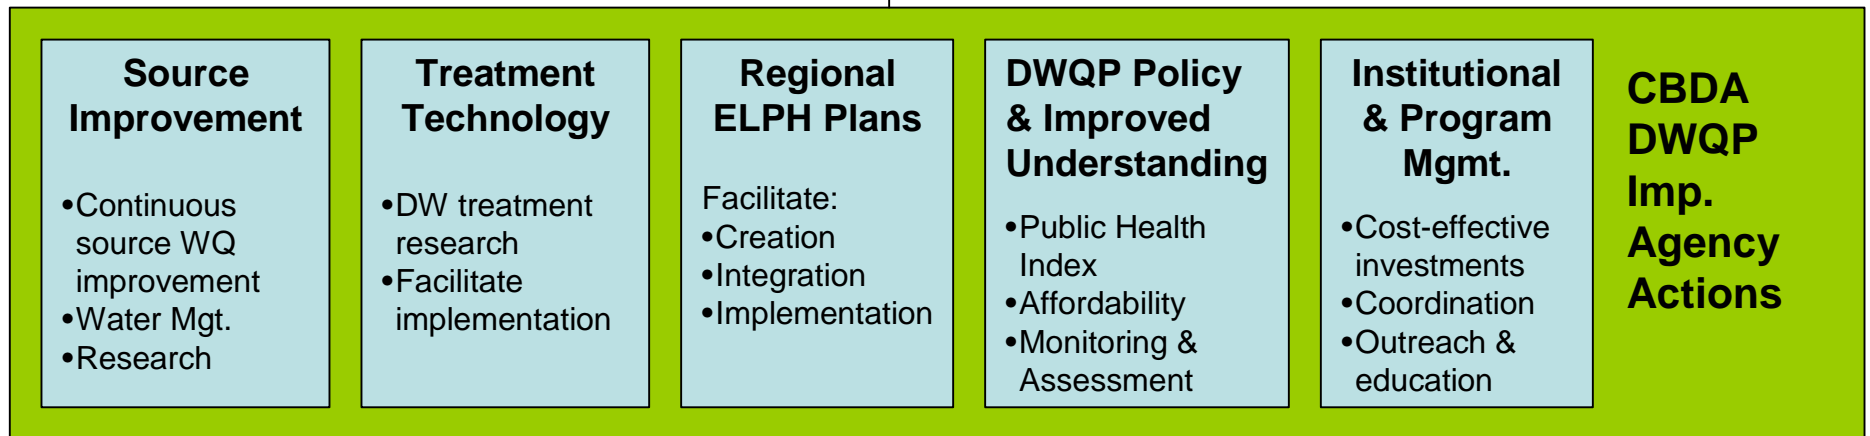 Source
Improvement
•Continuous
source WQ
improvement
•Water Mgt.
•Research
Treatment
Technology
•DW treatment
research
•Facilitate
implementation
Regional
ELPH Plans
Facilitate:
•Creation
•Integration
•Implementation
DWQP Policy
& Improved
Understanding
•Public Health
Index
•Affordability
•Monitoring &
Assessment
Institutional
& Program
Mgmt.
•Cost-effective
investments
•Coordination
•Outreach &
education
CBDA
DWQP
Imp.
Agency
Actions